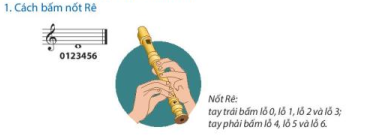 1. Cách bấm nốt Rê
0123456
Nốt Rê:
tay trái bấm lỗ 0, lỗ 1, lỗ 2 và lỗ 3;
tay phải bấm lỗ 4, lỗ 5 và lỗ 6.